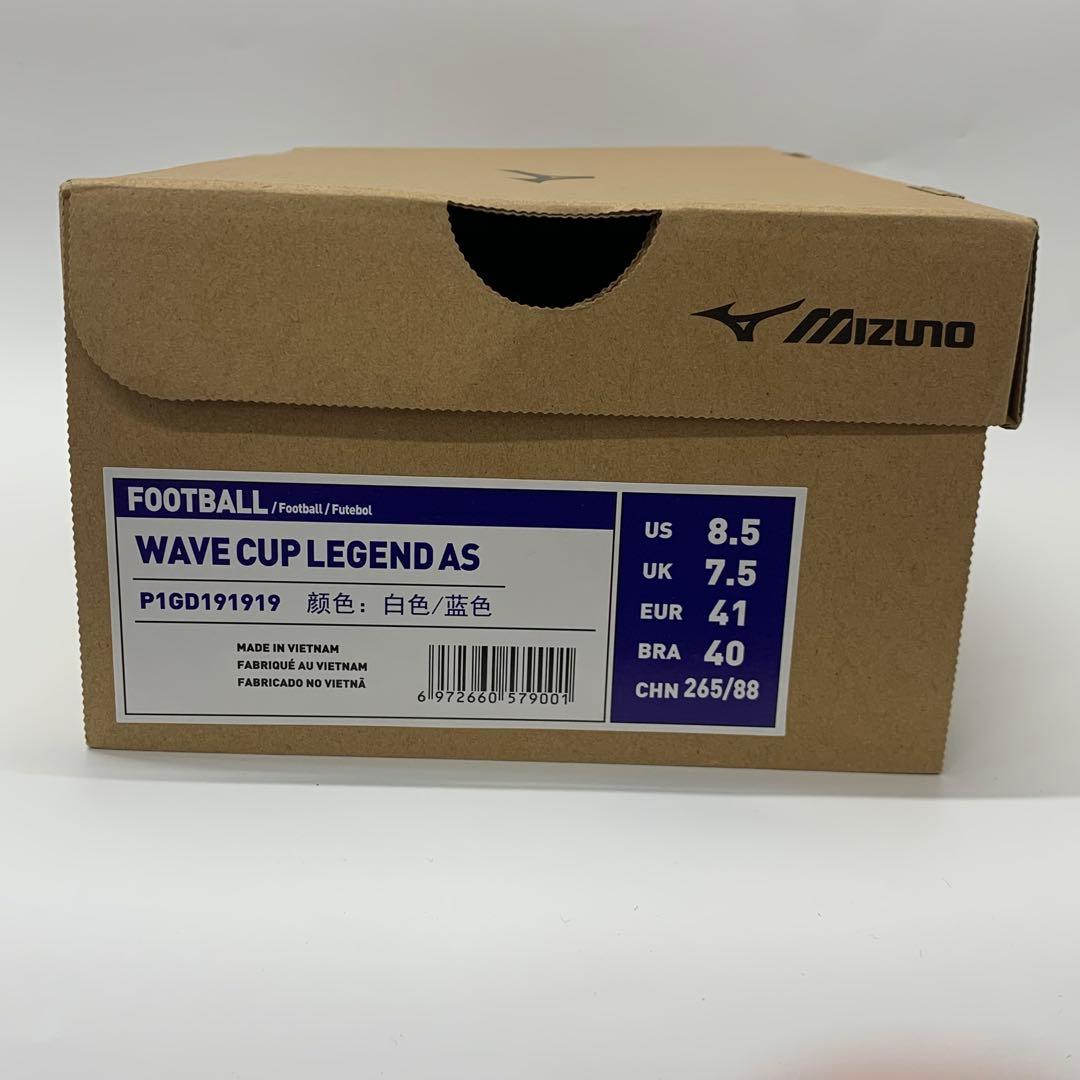 MIZUNO
FOOTBALL / Football / Futebol
WAVE CUP LEGEND AS
P1GD191919 颜色：白色/蓝色
MADE IN VIETNAM
FABRIQUÉ AU VIETNAM
FABRICADO NO VIETNÃ
6 972660 579001
US 8.5
UK 7.5
EUR 41
BRA 40
CHN 265/88